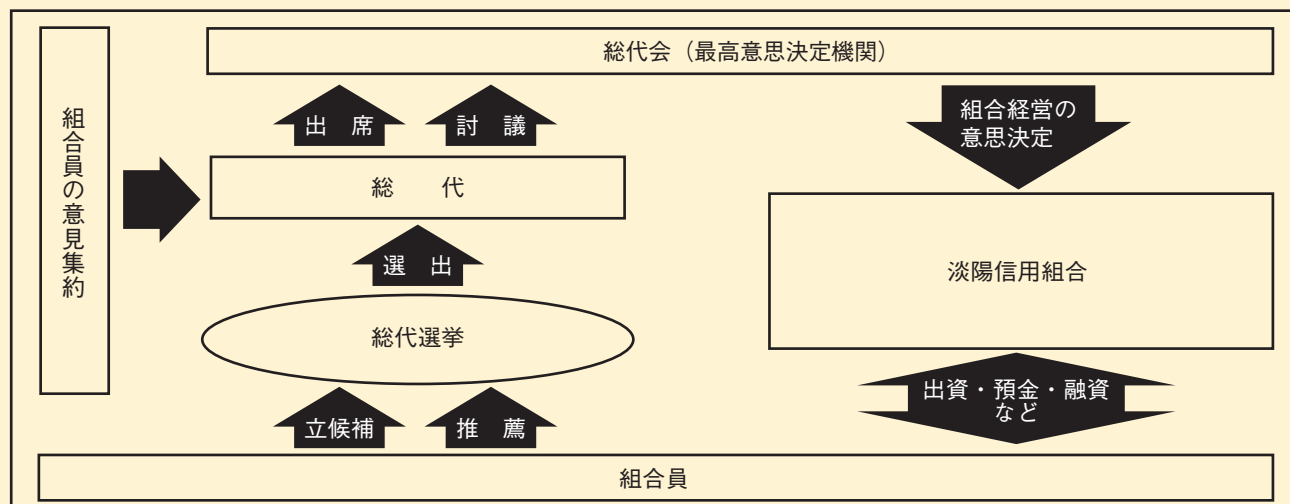 総代会（最高意思決定機関）
組合員の意見集約
出　席
討　議
組合経営の
意思決定
総　　代
選　出
淡陽信用組合
総代選挙
立候補
推　薦
出資・預金・融資
など
組合員